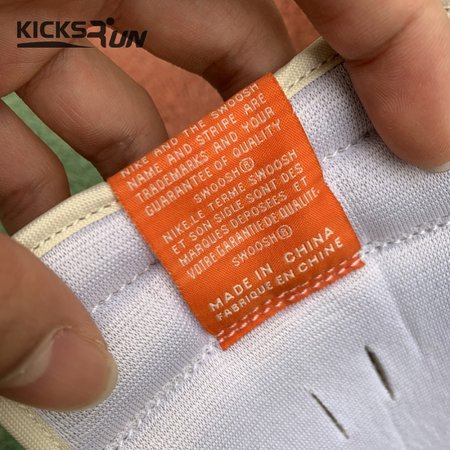 KICKSRUN
NIKE AND THE SWOOSH
NAME AND STRIPE ARE
TRADEMARKS AND YOUR
GUARANTEE OF QUALITY
SWOOSH®
NIKE.LE TERME SWOOSH
ET SON SIGLE SONT DES
MARQUES DEPOSEES ET
VOTRE GARANTIE DE QUALITE.
SWOOSH®
MADE IN CHINA
FABRIQUE EN CHINE